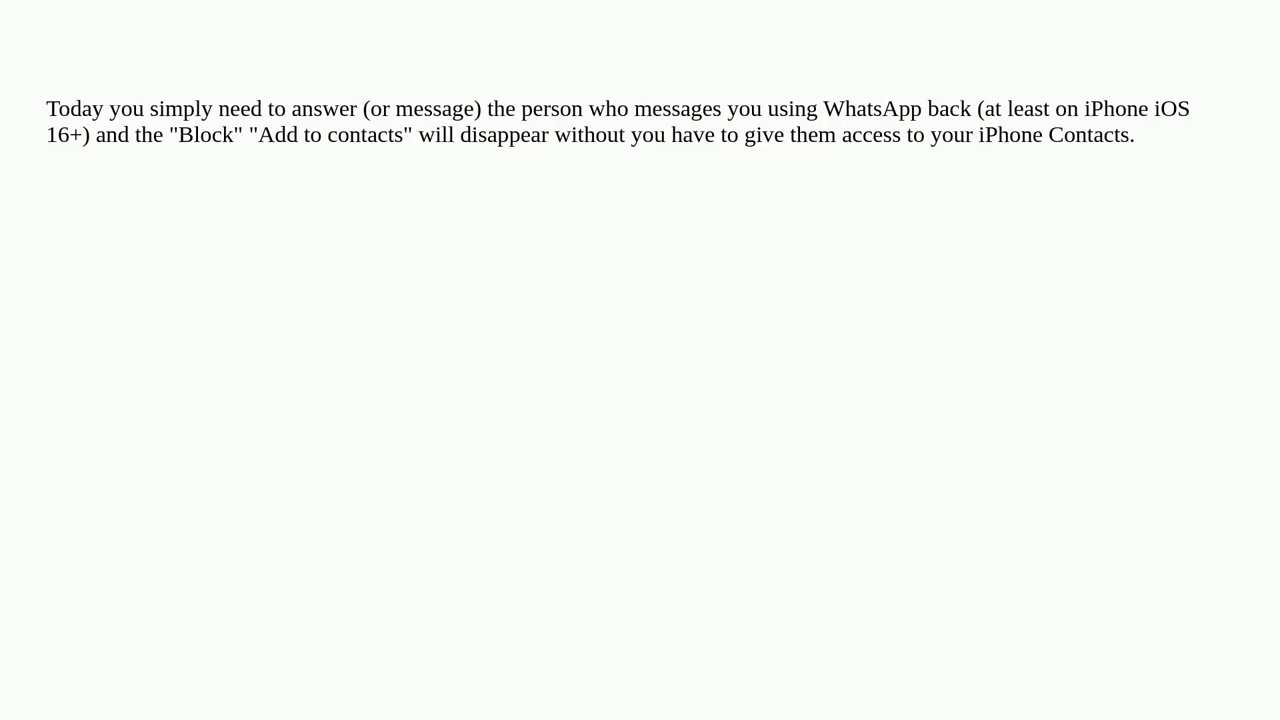 Today you simply need to answer (or message) the person who messages you using WhatsApp back (at least on iPhone iOS
16+) and the "Block" "Add to contacts" will disappear without you have to give them access to your iPhone Contacts.